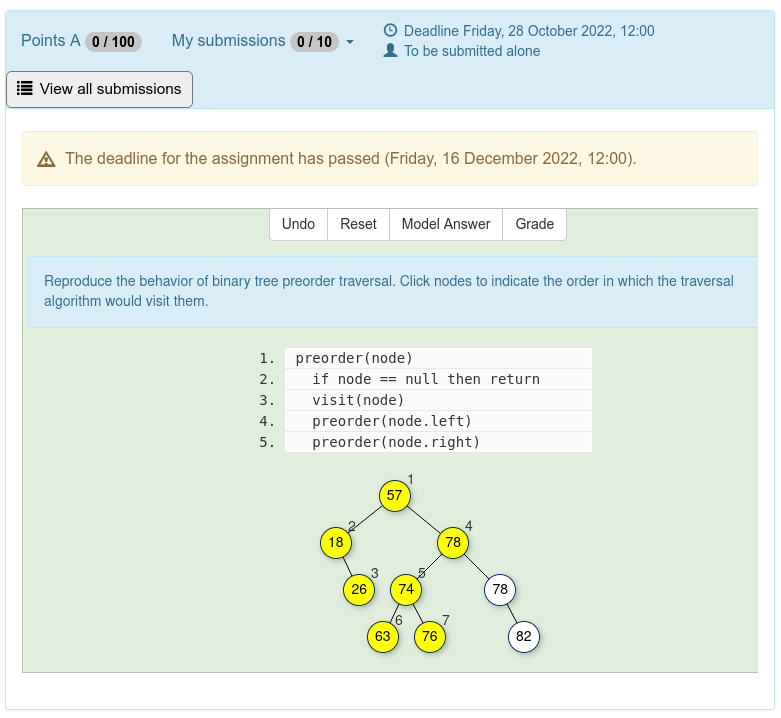 Points A 0 / 100 My submissions 0 / 10
Deadline Friday, 28 October 2022, 12:00
To be submitted alone
View all submissions
The deadline for the assignment has passed (Friday, 16 December 2022, 12:00).
Undo Reset Model Answer Grade
Reproduce the behavior of binary tree preorder traversal. Click nodes to indicate the order in which the traversal
algorithm would visit them.
1. preorder(node)
2. if node == null then return
3. visit(node)
4. preorder(node.left)
5. preorder(node.right)
57 1
18 2 78 4
26 3 74 5 78
63 6 76 7 82